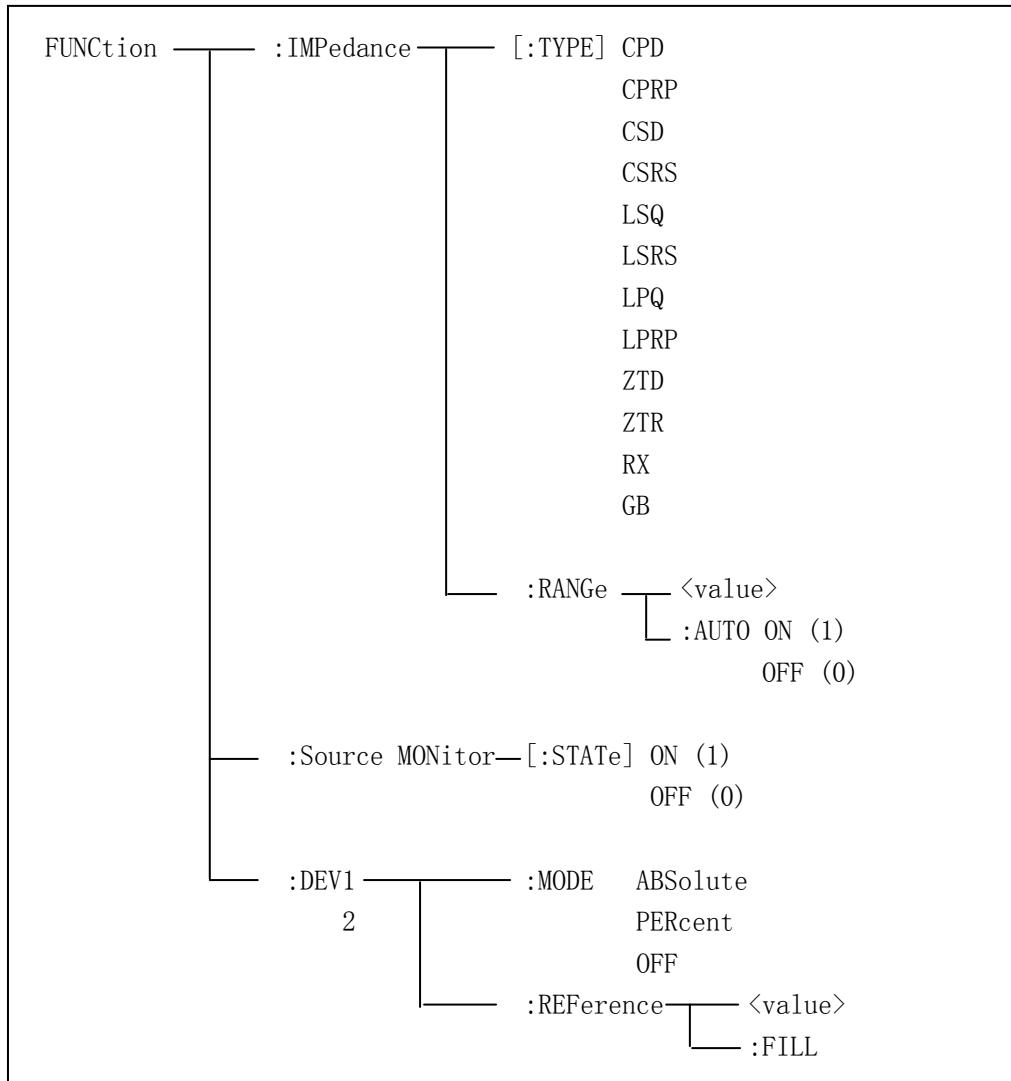 FUNCtion :IMPedance [:TYPE] CPD
CPRP
CSD
CSRS
LSQ
LSRS
LPQ
LPRP
ZTD
ZTR
RX
GB
:RANGe <value>
:AUTO ON (1)
OFF (0)
:Source MONitor [:STATe] ON (1)
OFF (0)
:DEV1 :MODE ABSolute
2 PERcent
OFF
:REFerence <value>
:FILL